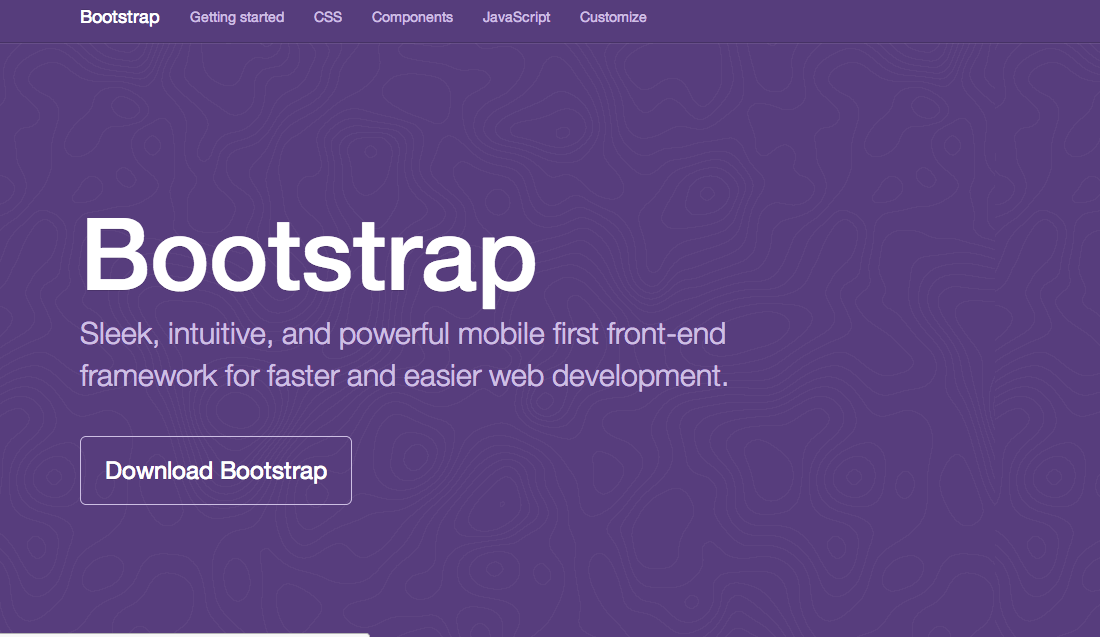 Bootstrap Getting started CSS Components JavaScript Customize
Bootstrap
Sleek, intuitive, and powerful mobile first front-end
framework for faster and easier web development.
Download Bootstrap